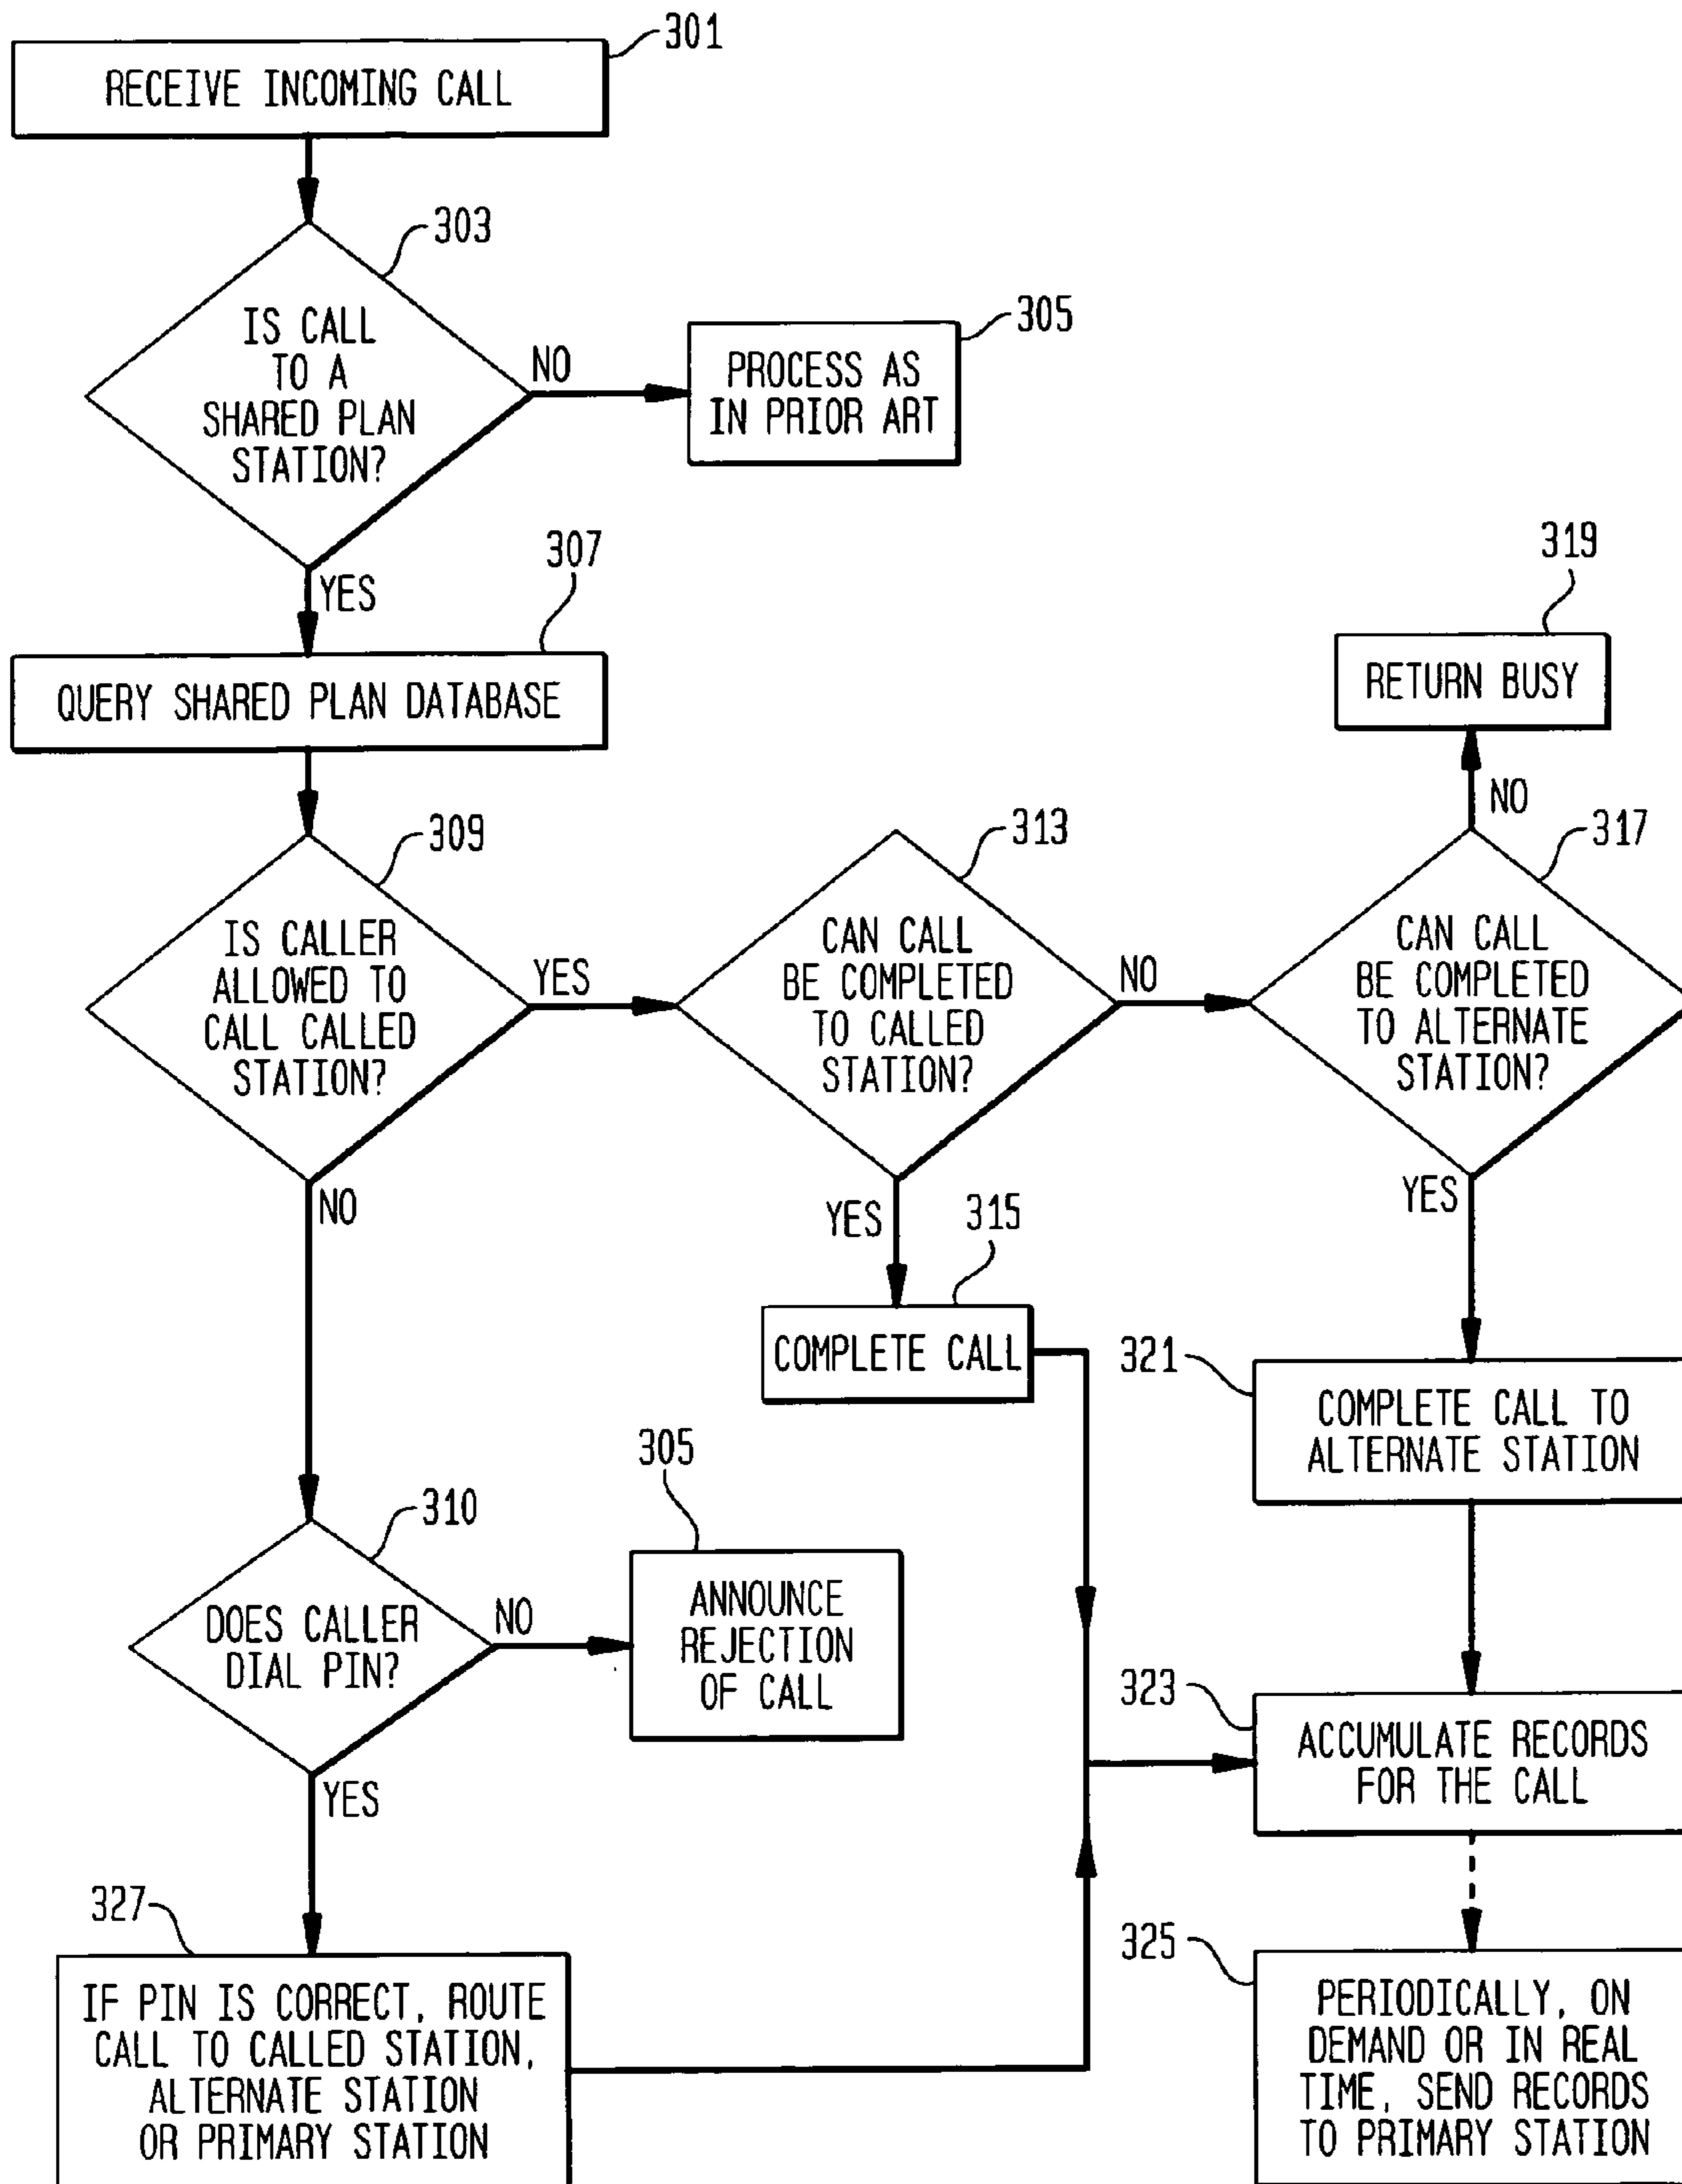 301
RECEIVE INCOMING CALL
303
IS CALL
TO A
SHARED PLAN
STATION?
NO
305
PROCESS AS
IN PRIOR ART
YES
307
QUERY SHARED PLAN DATABASE
319
RETURN BUSY
NO
309
IS CALLER
ALLOWED TO
CALL CALLED
STATION?
YES
313
CAN CALL
BE COMPLETED
TO CALLED
STATION?
NO
317
CAN CALL
BE COMPLETED
TO ALTERNATE
STATION?
NO
YES
315
COMPLETE CALL
YES
321
COMPLETE CALL TO
ALTERNATE STATION
310
DOES CALLER
DIAL PIN?
NO
305
ANNOUNCE
REJECTION
OF CALL
323
ACCUMULATE RECORDS
FOR THE CALL
YES
327
IF PIN IS CORRECT, ROUTE
CALL TO CALLED STATION,
ALTERNATE STATION
OR PRIMARY STATION
325
PERIODICALLY, ON
DEMAND OR IN REAL
TIME, SEND RECORDS
TO PRIMARY STATION